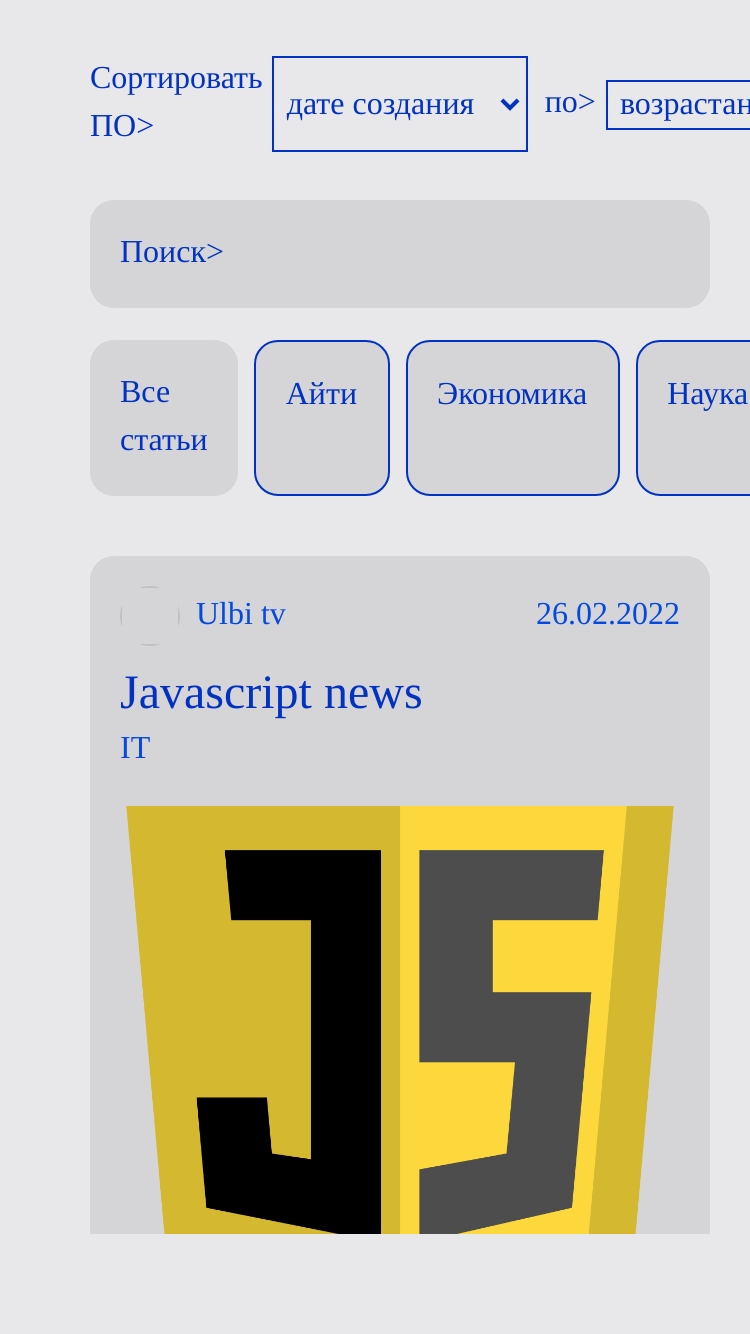 Сортировать
ПО>
дате создания
по>
возрастан
Поиск>
Все
статьи
Айти
Экономика
Наука
Ulbi tv
26.02.2022
Javascript news
IT
JS